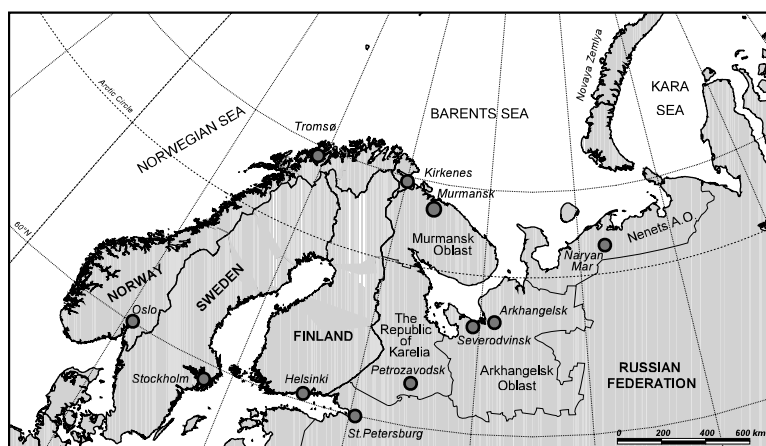 Novaya Zemlya
KARA
SEA
BARENTS SEA
Arctic Circle
NORWEGIAN SEA
Tromsø
Kirkenes
Murmansk
Murmansk
Oblast
Nenets A.O.
Naryan
Mar
60°N
NORWAY
SWEDEN
Oslo
FINLAND
The
Republic
of
Karelia
Arkhangelsk
Severodvinsk
Stockholm
Helsinki
Petrozavodsk
Arkhangelsk
Oblast
RUSSIAN
FEDERATION
St.Petersburg
0 200 400 600 km